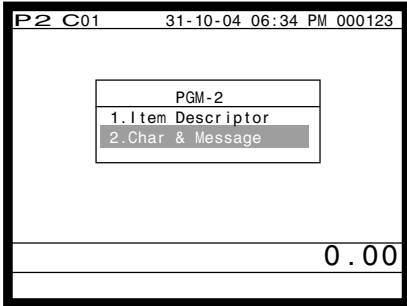 P2 C01 31-10-04 06:34 PM 000123
PGM-2
1.Item Descriptor
2.Char & Message
0.00